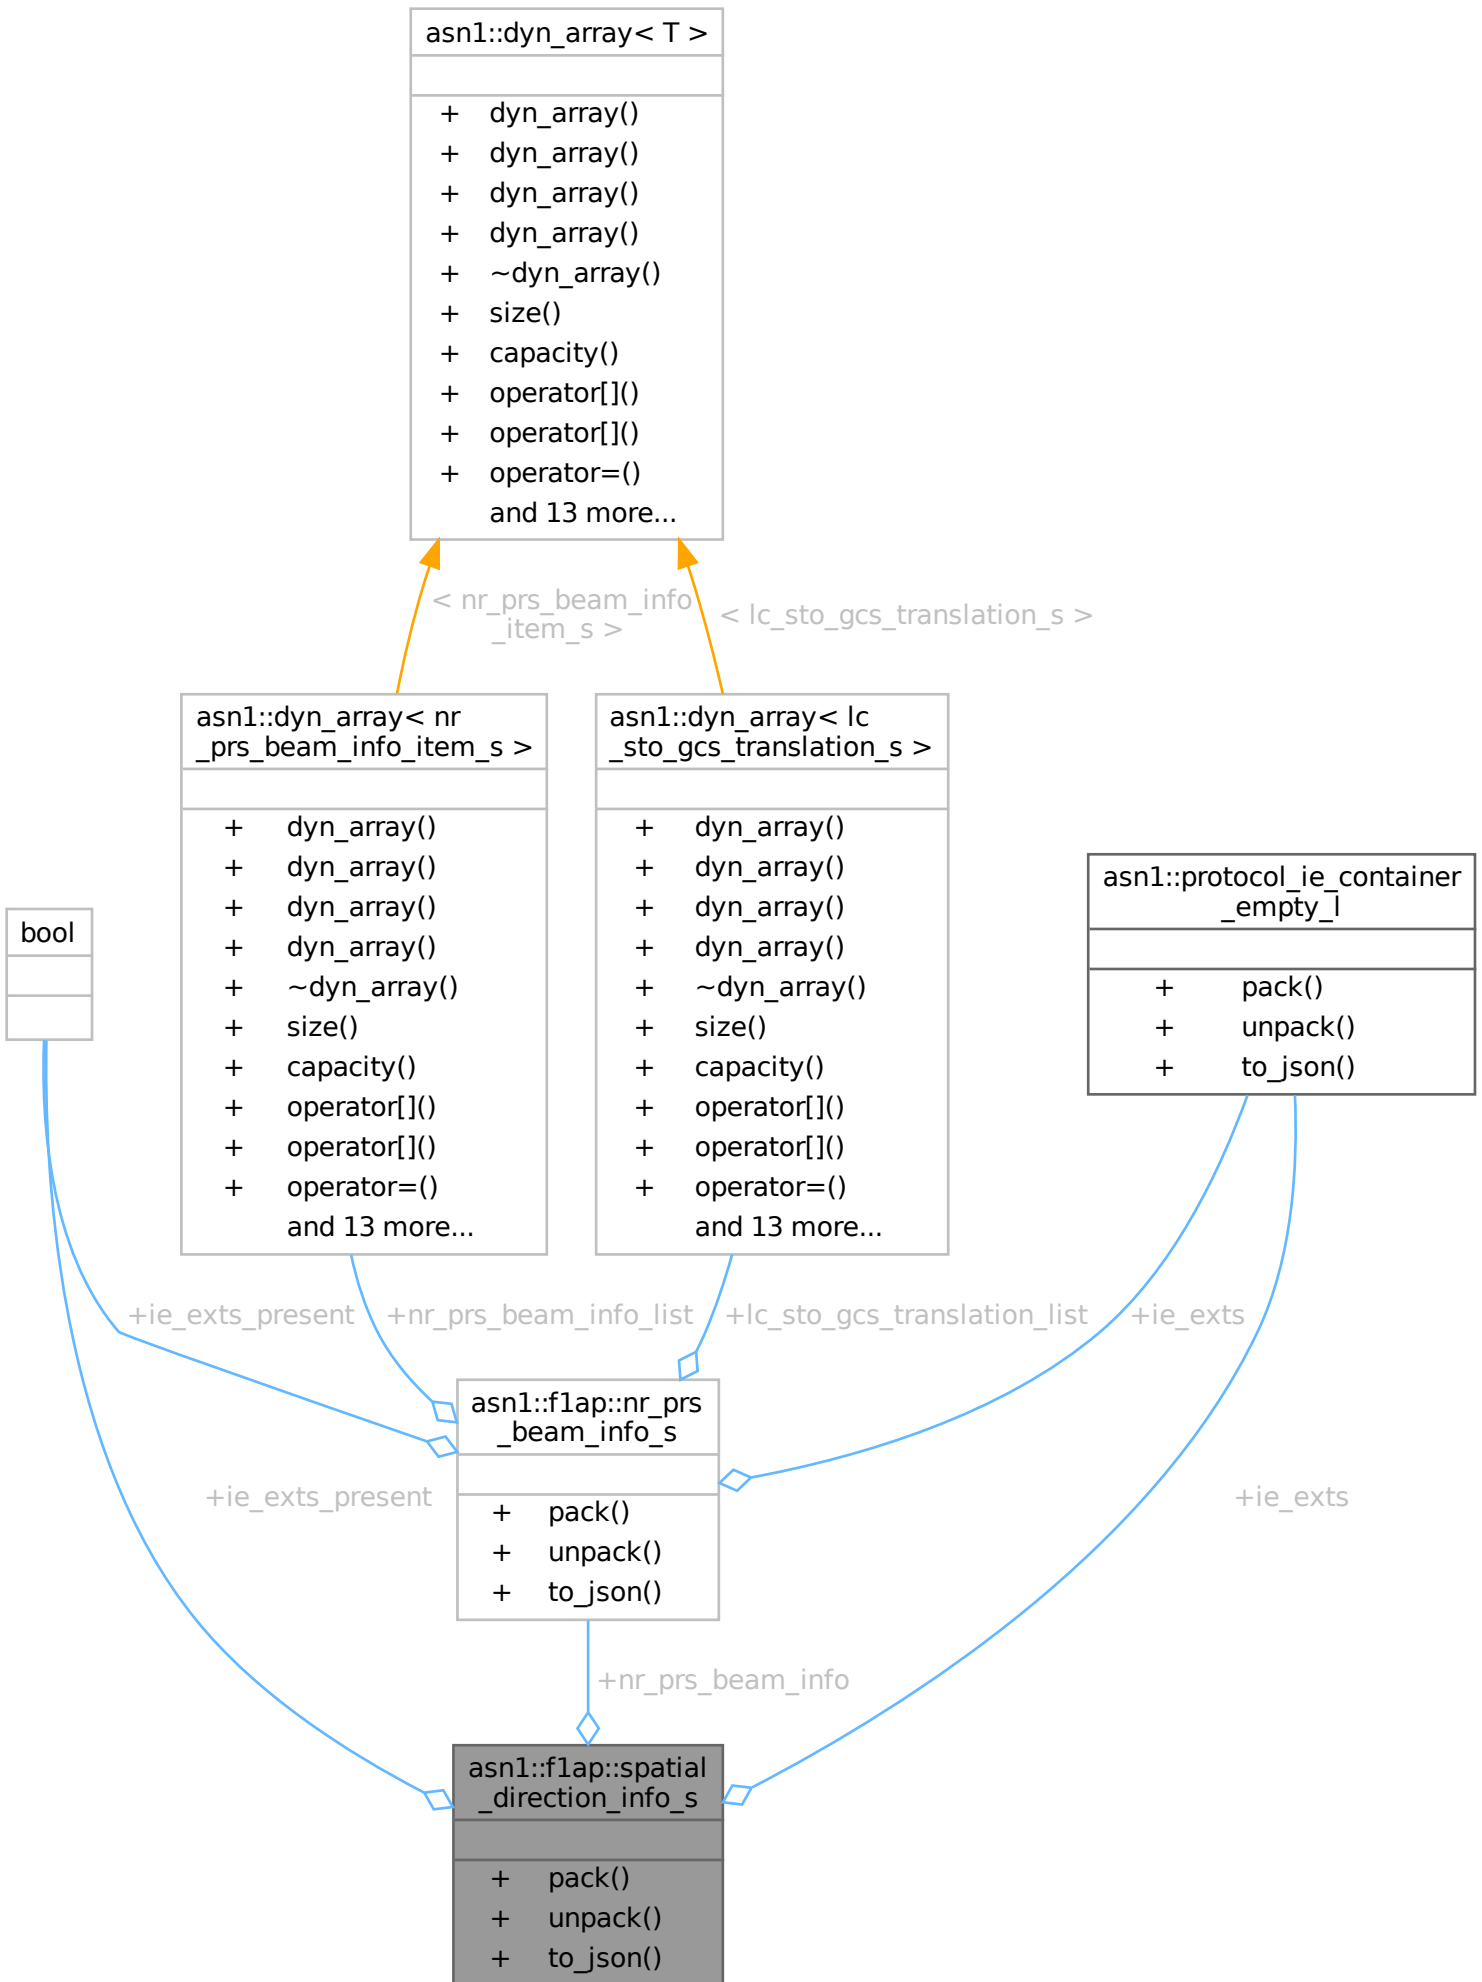 asn1::dyn_array< T >
+ dyn_array()
+ dyn_array()
+ dyn_array()
+ dyn_array()
+ ~dyn_array()
+ size()
+ capacity()
+ operator[]()
+ operator[]()
+ operator=()
and 13 more...
< nr_prs_beam_info
_item_s >
< lc_sto_gcs_translation_s >
asn1::dyn_array< nr
_prs_beam_info_item_s >
+ dyn_array()
+ dyn_array()
+ dyn_array()
+ dyn_array()
+ ~dyn_array()
+ size()
+ capacity()
+ operator[]()
+ operator[]()
+ operator=()
and 13 more...
asn1::dyn_array< lc
_sto_gcs_translation_s >
+ dyn_array()
+ dyn_array()
+ dyn_array()
+ dyn_array()
+ ~dyn_array()
+ size()
+ capacity()
+ operator[]()
+ operator[]()
+ operator=()
and 13 more...
asn1::protocol_ie_container
_empty_l
+ pack()
+ unpack()
+ to_json()
bool
+ie_exts_present
+nr_prs_beam_info_list
+lc_sto_gcs_translation_list
+ie_exts
asn1::f1ap::nr_prs
_beam_info_s
+ pack()
+ unpack()
+ to_json()
+ie_exts_present
+ie_exts
+nr_prs_beam_info
asn1::f1ap::spatial
_direction_info_s
+ pack()
+ unpack()
+ to_json()